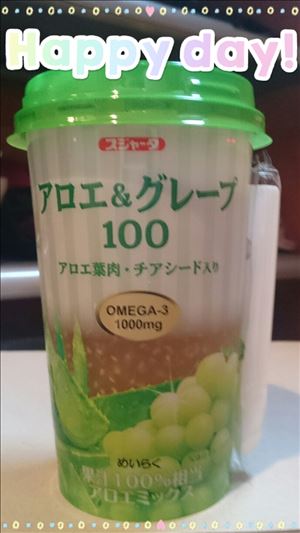 Happy day!
スジャータ
アロエ&グレープ
100
アロエ葉肉・チアシード入り
OMEGA-3
1000mg
めいらく
果汁100%相当
アロエミックス